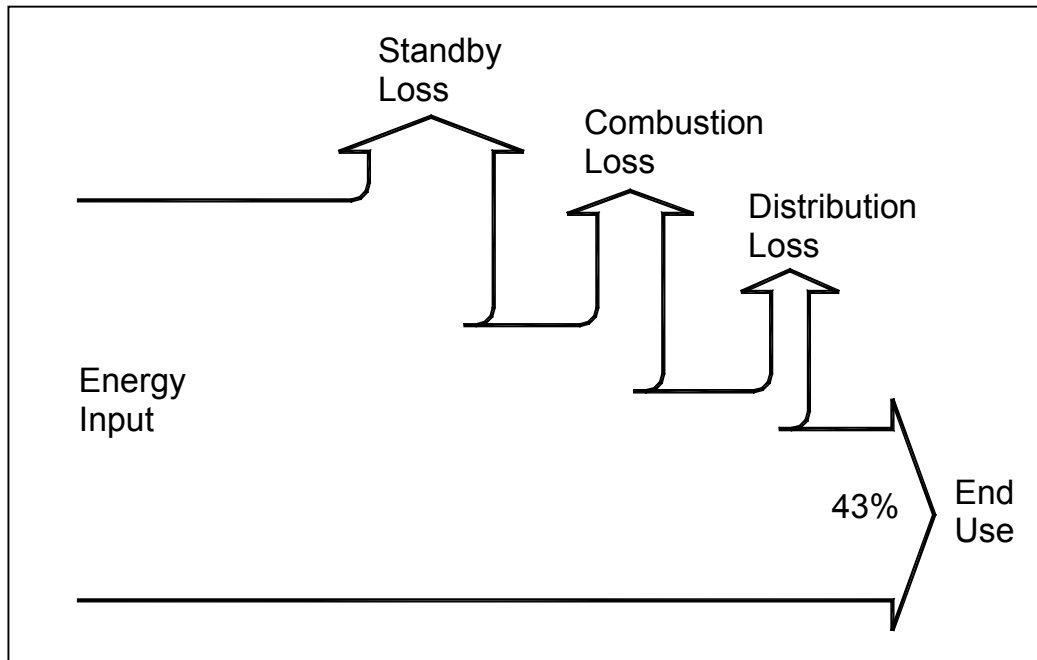 Standby
Loss
Combustion
Loss
Distribution
Loss
Energy
Input
43%
End
Use